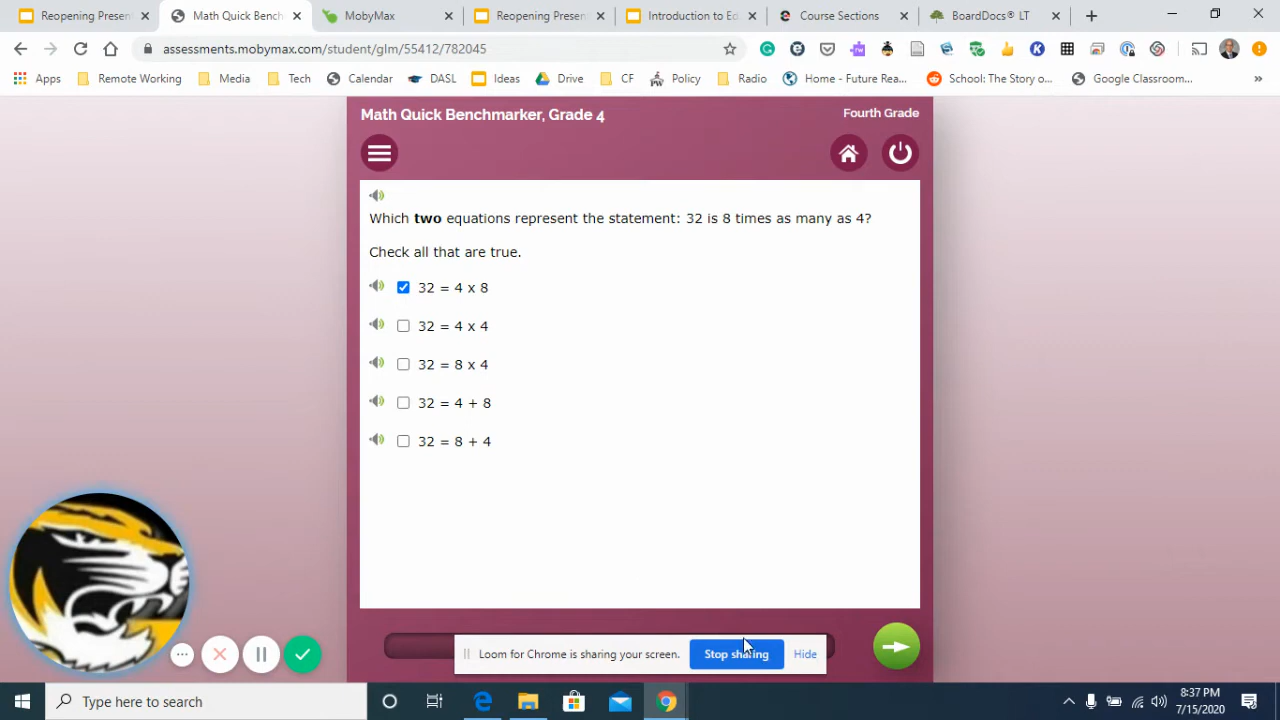 Reopening Present
Math Quick Bench
MobyMax
Reopening Presen
Introduction to Ed
Course Sections
BoardDocs® LT
assessments.mobymax.com/student/glm/55412/782045
Apps
Remote Working
Media
Tech
Calendar
DASL
Ideas
Drive
CF
Policy
Radio
Home - Future Rea...
School: The Story o...
Google Classroom...
Math Quick Benchmarker, Grade 4
Fourth Grade
Which two equations represent the statement: 32 is 8 times as many as 4?
Check all that are true.
32 = 4 x 8
32 = 4 x 4
32 = 8 x 4
32 = 4 + 8
32 = 8 + 4
Loom for Chrome is sharing your screen.
Stop sharing
Hide
Type here to search
8:37 PM
7/15/2020